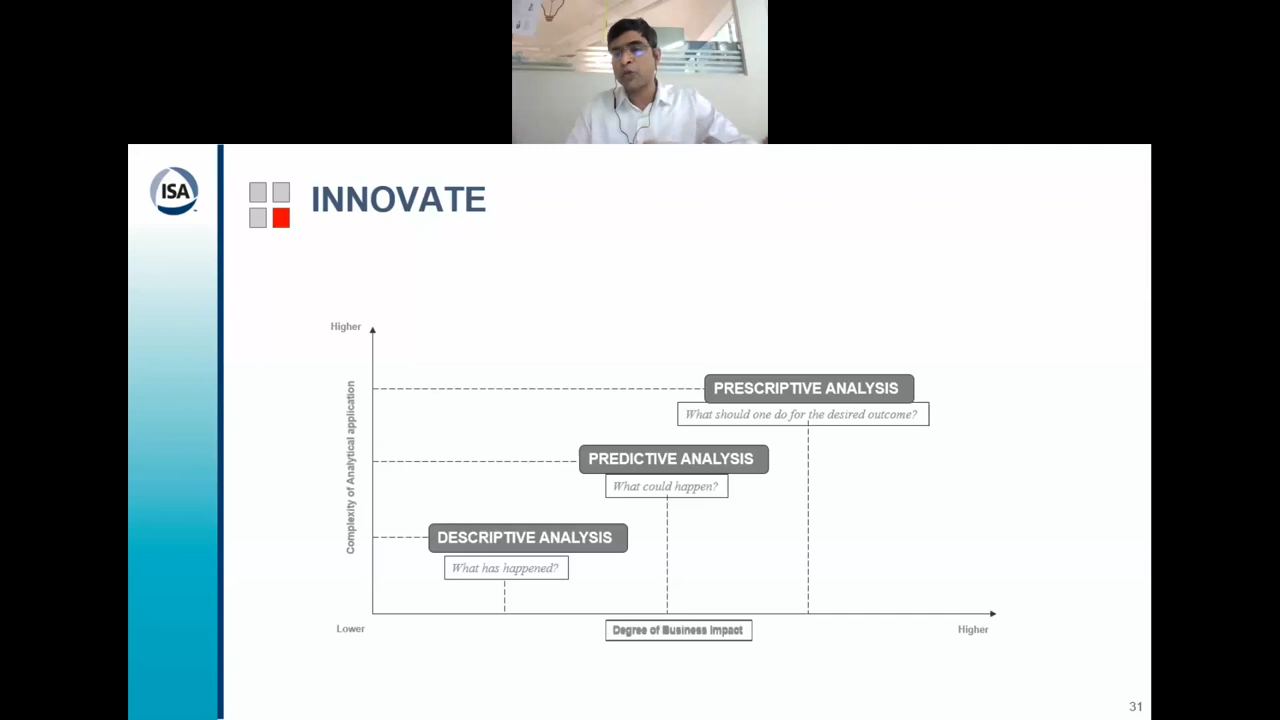 ISA
INNOVATE
Higher
Complexity of Analytical application
PRESCRIPTIVE ANALYSIS
What should one do for the desired outcome?
PREDICTIVE ANALYSIS
What could happen?
DESCRIPTIVE ANALYSIS
What has happened?
Lower
Degree of Business Impact
Higher
31